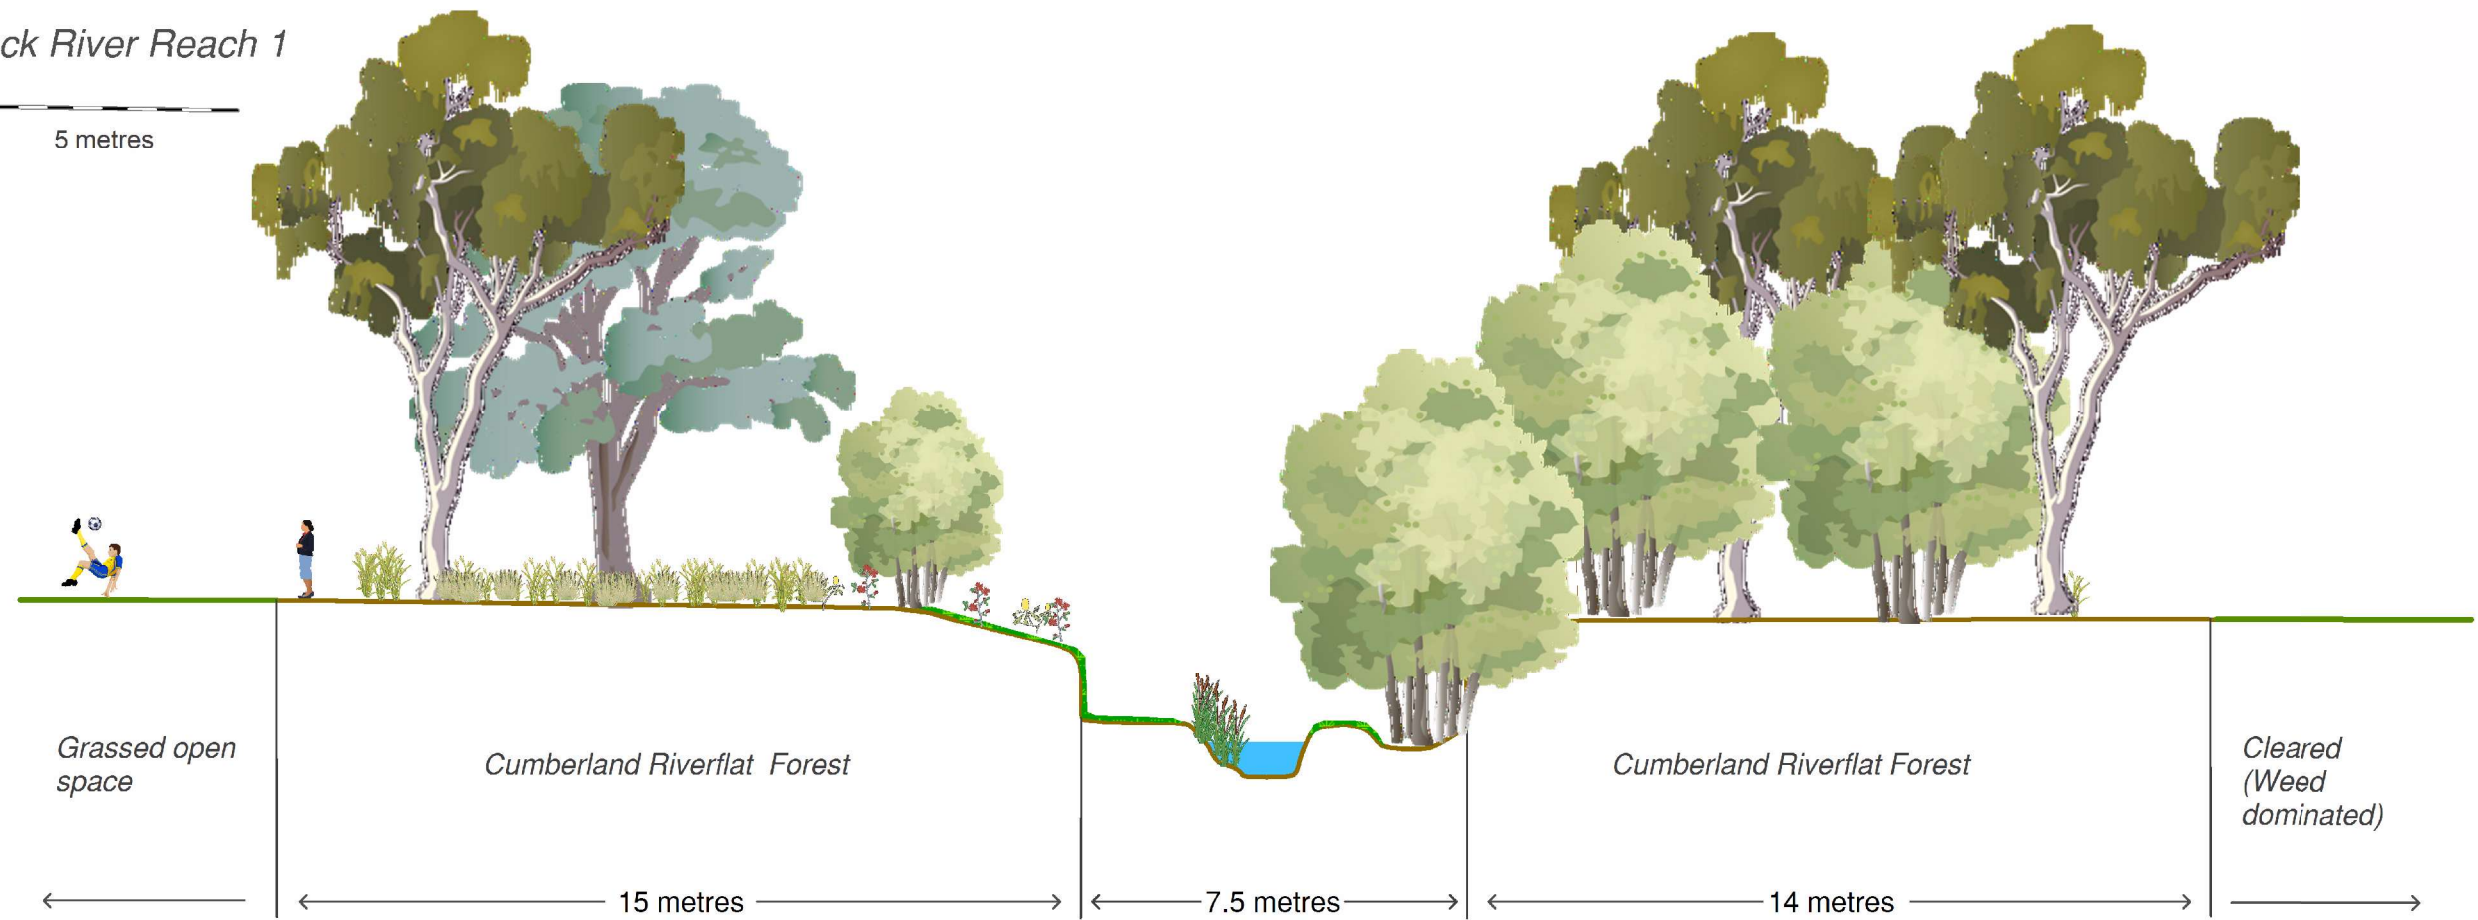 ck River Reach 1
5 metres
Grassed open
space
Cumberland Riverflat Forest
Cumberland Riverflat Forest
Cleared
(Weed
dominated)
15 metres
7.5 metres
14 metres